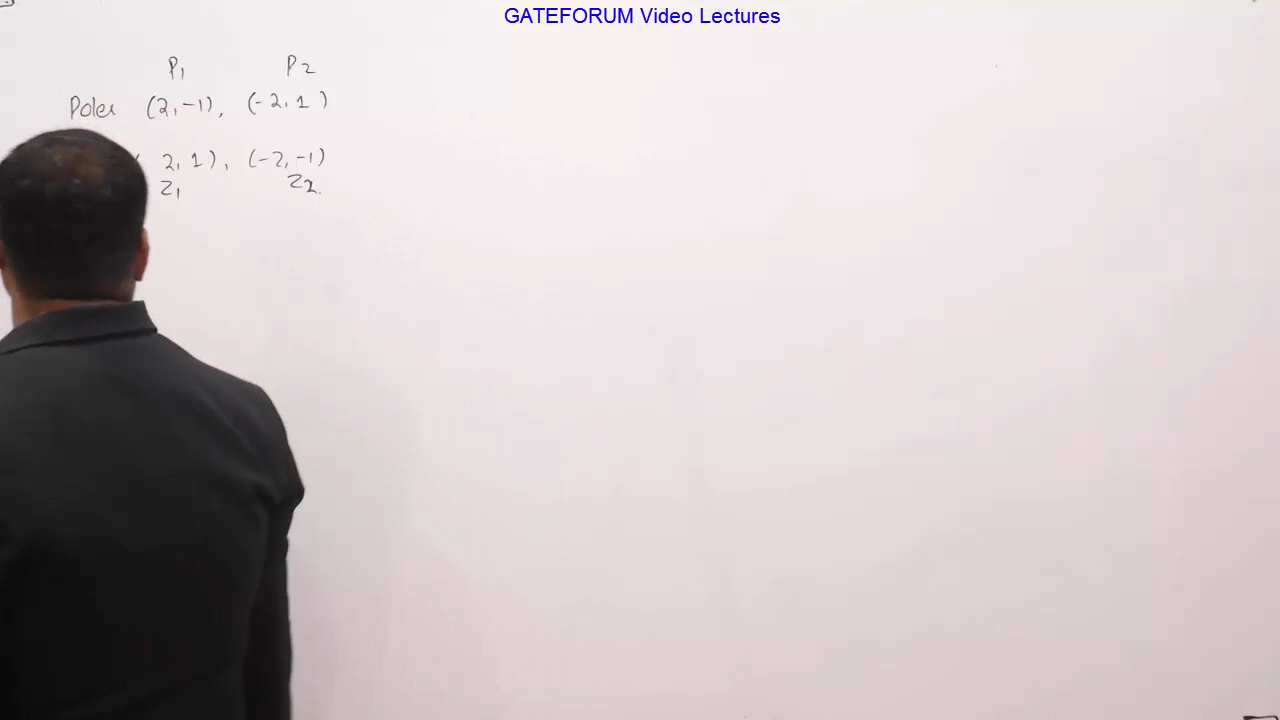 GATEFORUM Video Lectures
P1 P2
Poles (2,-1), (-2,1)
( 2,1), (-2,-1)
Z1 Z2